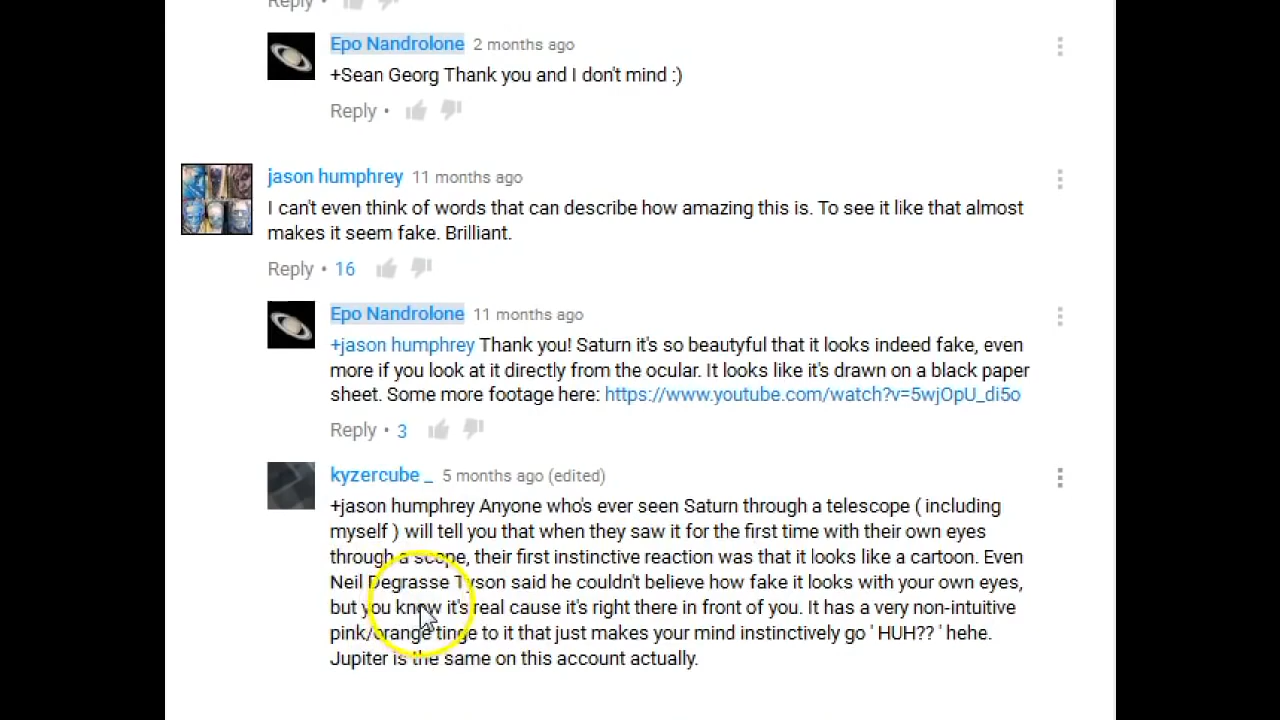 Reply •
Epo Nandrolone 2 months ago
+Sean Georg Thank you and I don't mind :)
Reply •
jason humphrey 11 months ago
I can't even think of words that can describe how amazing this is. To see it like that almost
makes it seem fake. Brilliant.
Reply • 16
Epo Nandrolone 11 months ago
+jason humphrey Thank you! Saturn it's so beautyful that it looks indeed fake, even
more if you look at it directly from the ocular. It looks like it's drawn on a black paper
sheet. Some more footage here: https://www.youtube.com/watch?v=5wjOpU_di5o
Reply • 3
kyzercube _ 5 months ago (edited)
+jason humphrey Anyone who's ever seen Saturn through a telescope ( including
myself ) will tell you that when they saw it for the first time with their own eyes
through a scope, their first instinctive reaction was that it looks like a cartoon. Even
Neil Degrasse Tyson said he couldn't believe how fake it looks with your own eyes,
but you know it's real cause it's right there in front of you. It has a very non-intuitive
pink/orange tinge to it that just makes your mind instinctively go ' HUH?? ' hehe.
Jupiter is the same on this account actually.